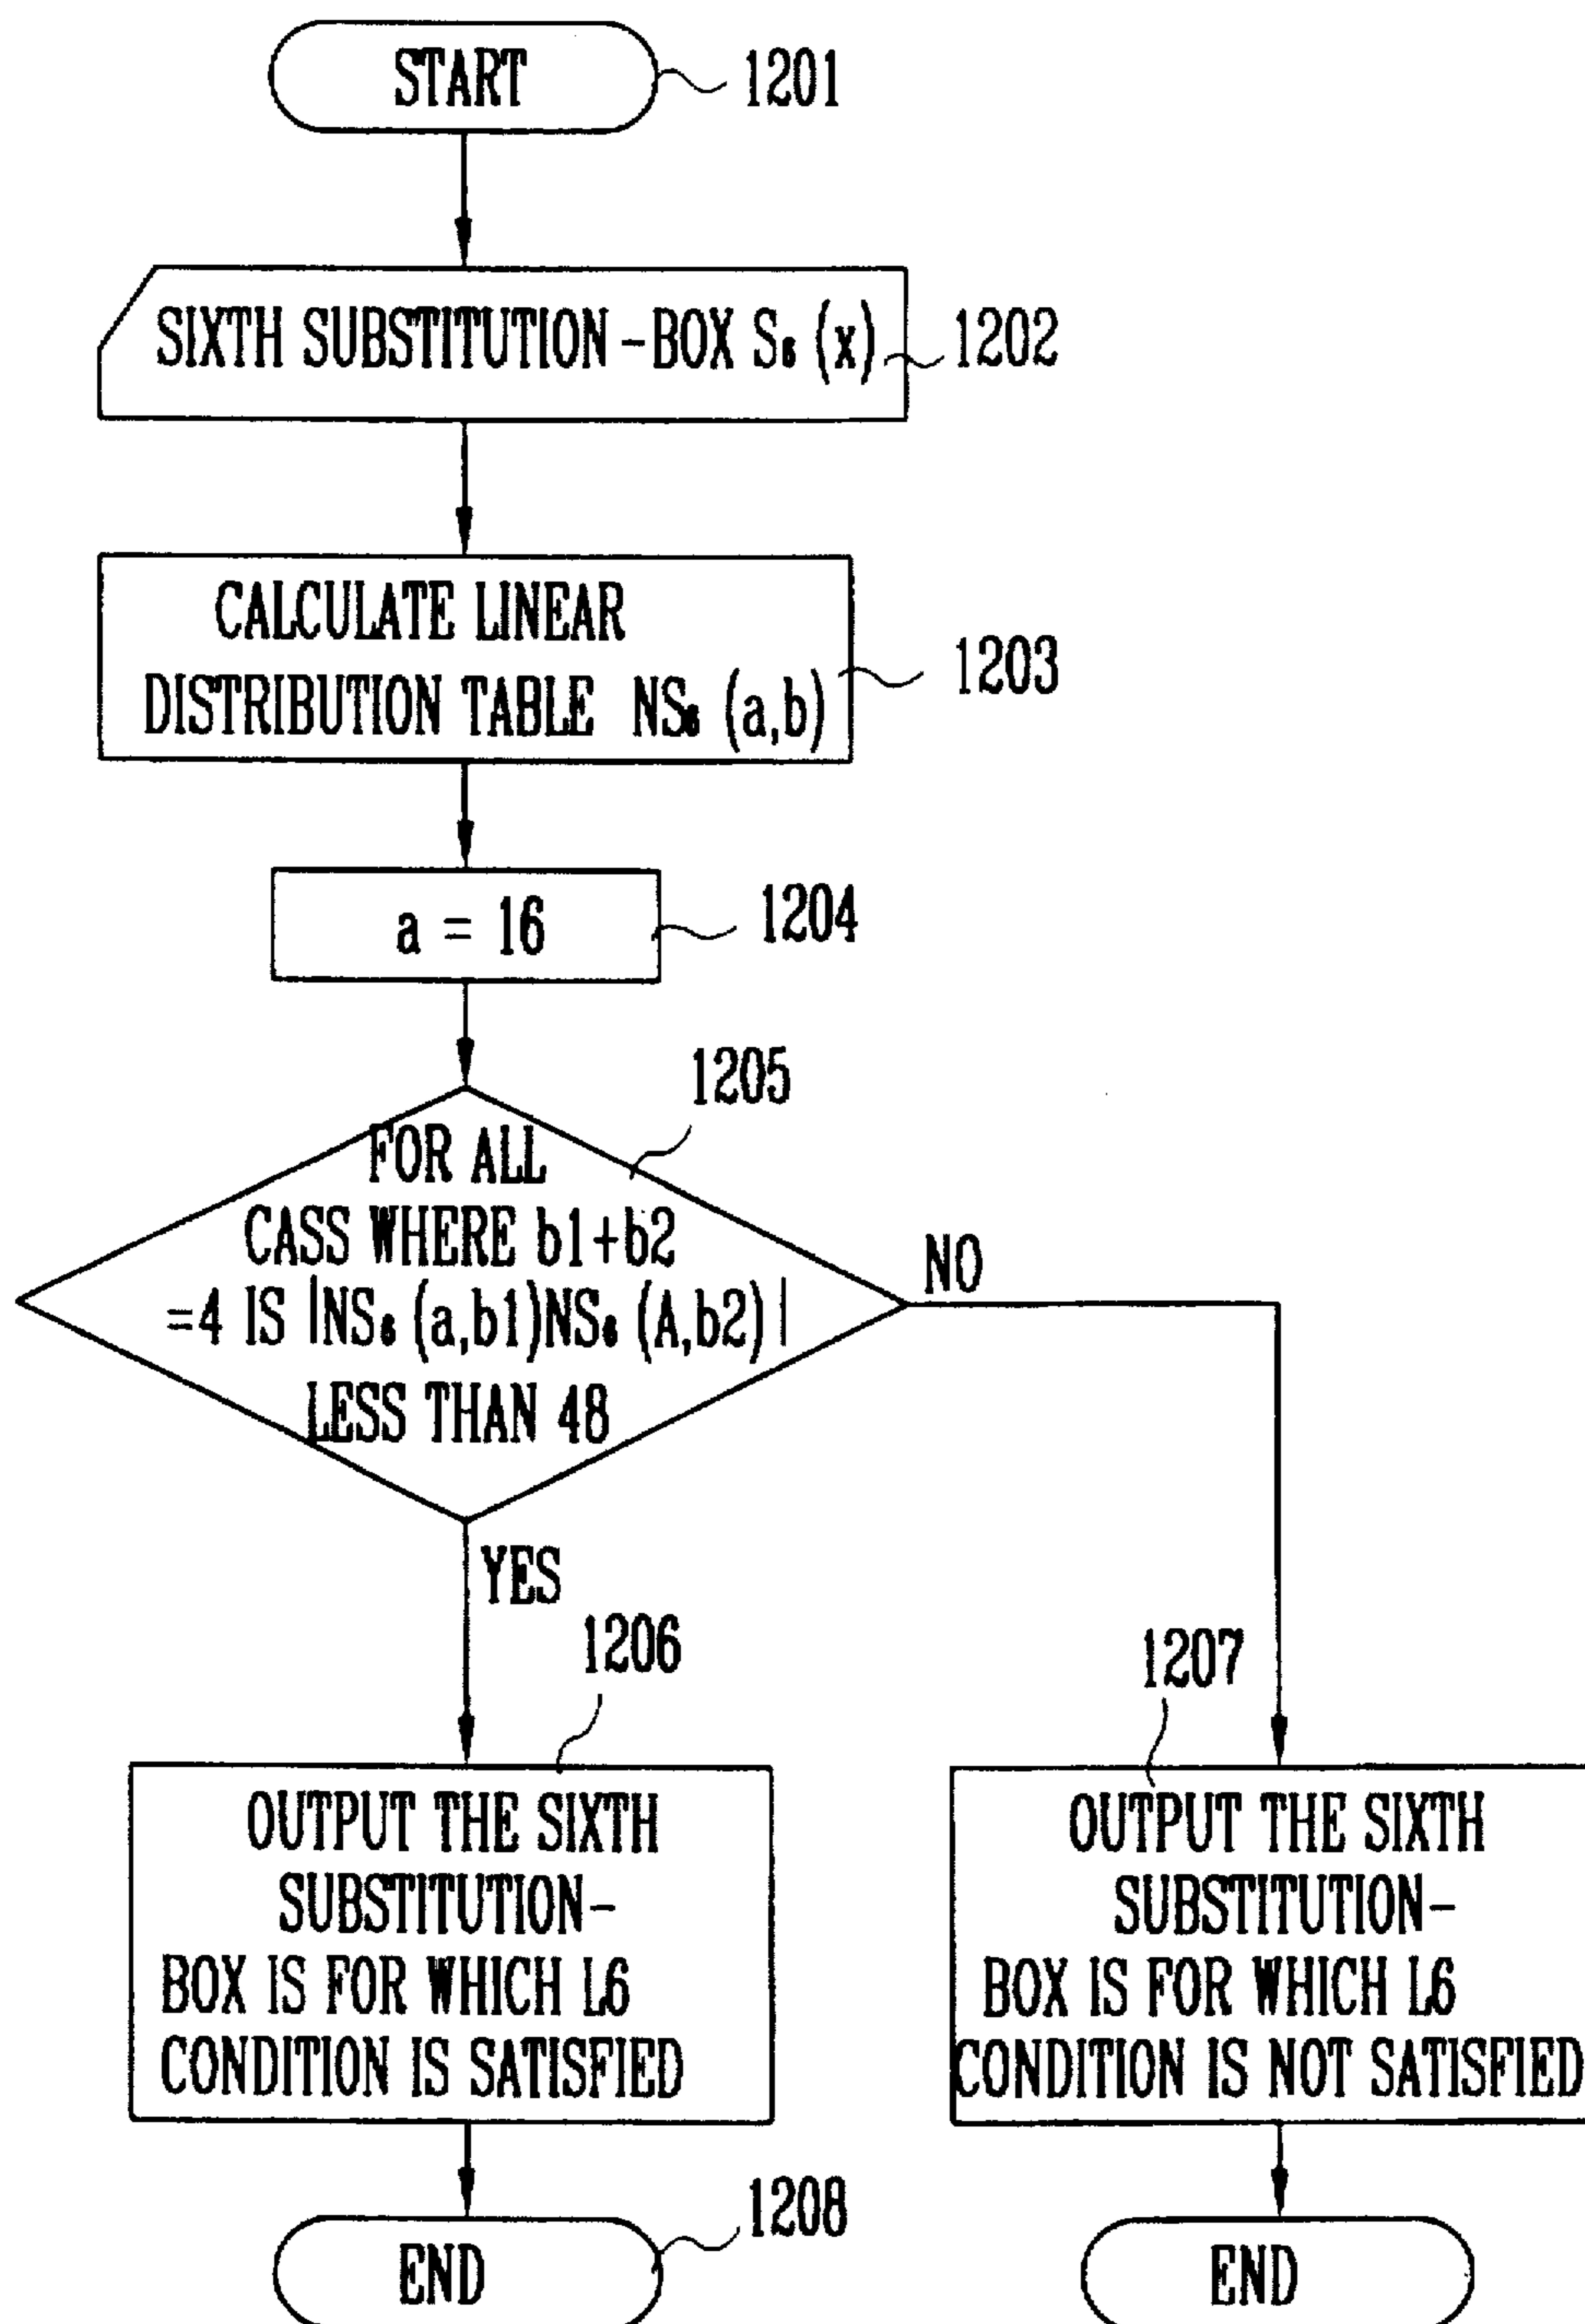 START
1201
SIXTH SUBSTITUTION-BOX S₆ (x)
1202
CALCULATE LINEAR
DISTRIBUTION TABLE NS₆ (a,b)
1203
a = 16
1204
1205
FOR ALL
CASS WHERE b1+b2
=4 IS |NS₆ (a,b1)NS₆ (A,b2)|
LESS THAN 48
NO
YES
1206
OUTPUT THE SIXTH
SUBSTITUTION-
BOX IS FOR WHICH L6
CONDITION IS SATISFIED
1207
OUTPUT THE SIXTH
SUBSTITUTION-
BOX IS FOR WHICH L6
CONDITION IS NOT SATISFIED
END
1208
END